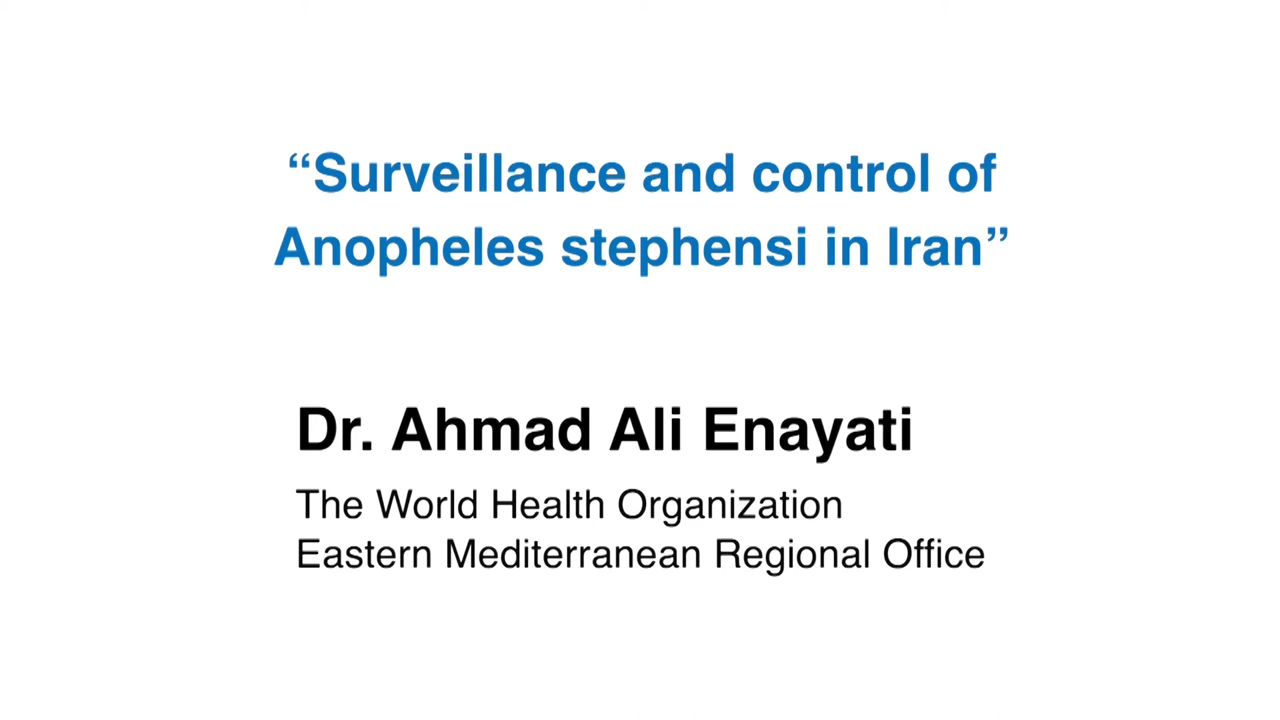 “Surveillance and control of
Anopheles stephensi in Iran”
Dr. Ahmad Ali Enayati
The World Health Organization
Eastern Mediterranean Regional Office